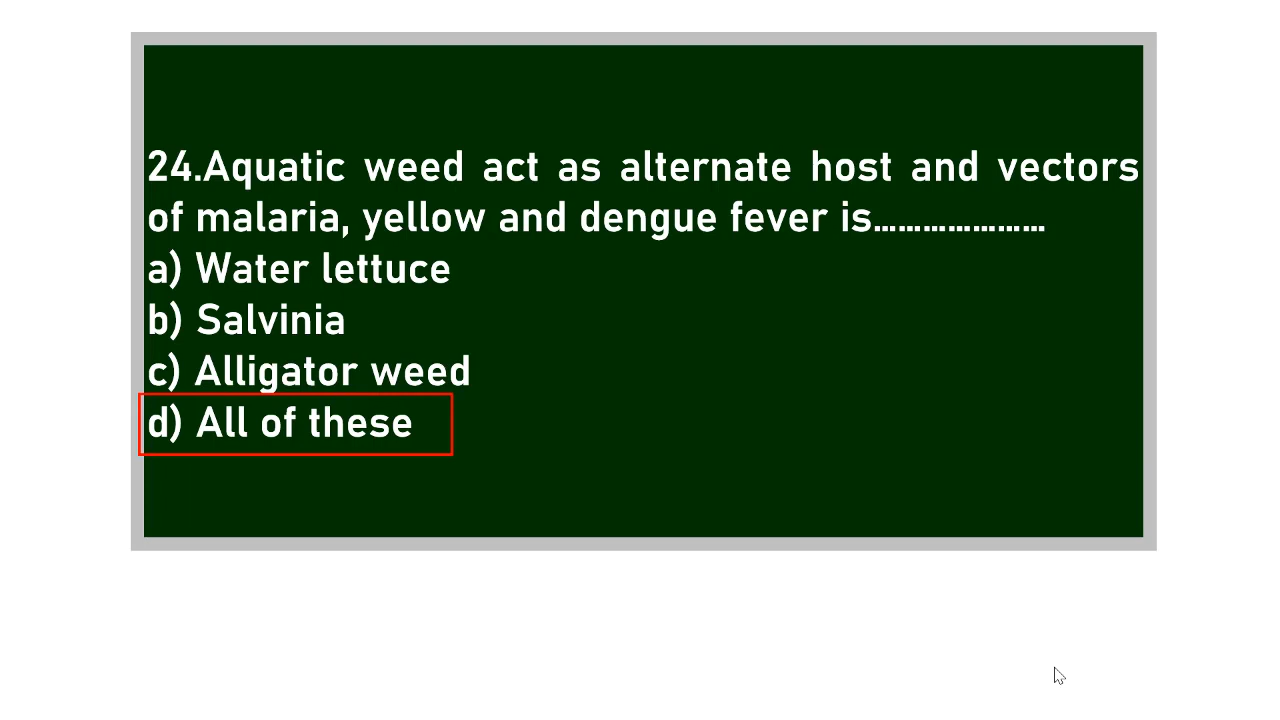 24.Aquatic weed act as alternate host and vectors
of malaria, yellow and dengue fever is.....................
a) Water lettuce
b) Salvinia
c) Alligator weed
d) All of these